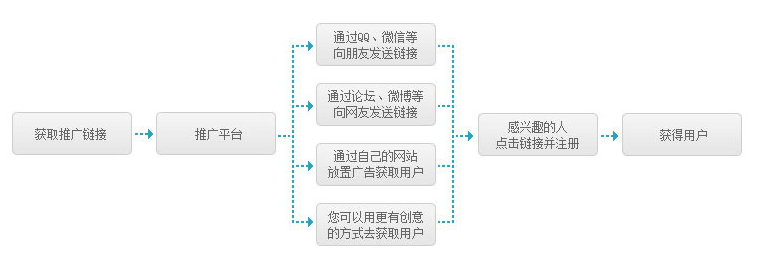 获取推广链接
推广平台
通过QQ、微信等
向朋友发送链接
通过论坛、微博等
向网友发送链接
通过自己的网站
放置广告获取用户
您可以用更有创意
的方式去获取用户
感兴趣的人
点击链接并注册
获得用户